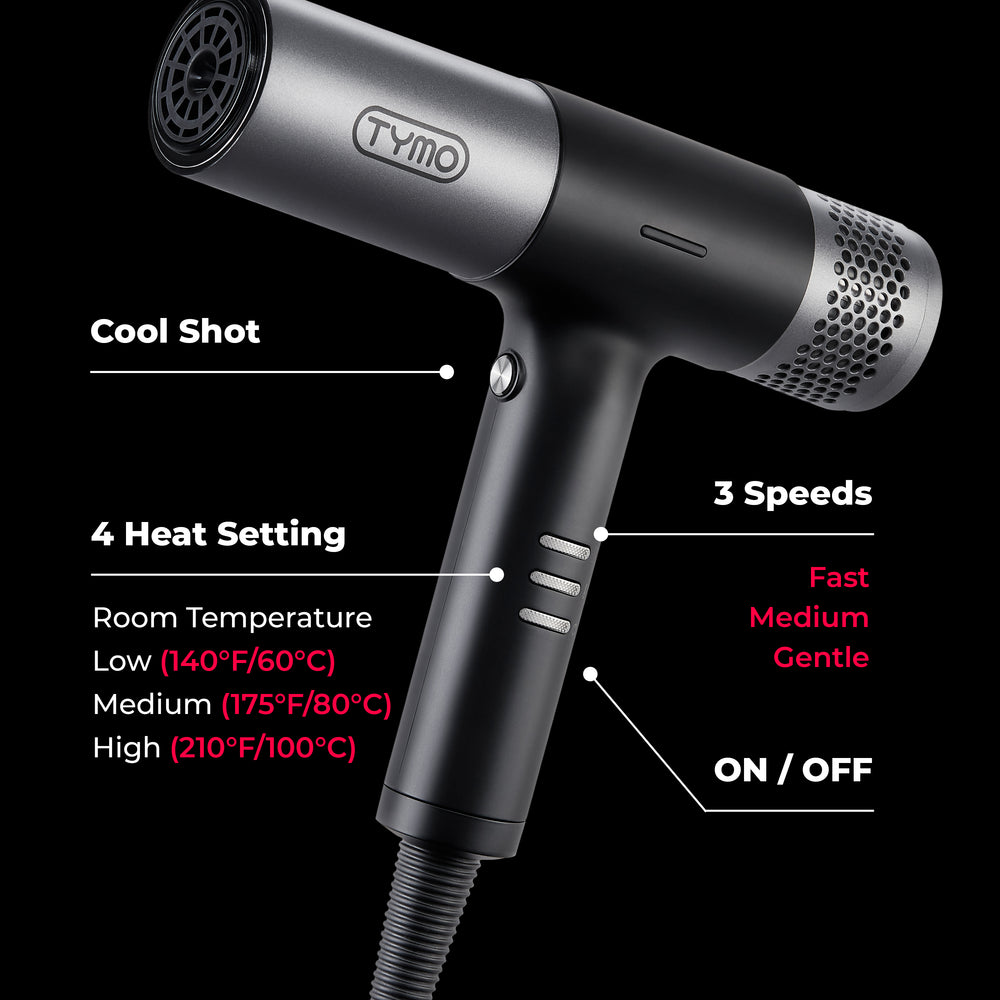 TYMO
Cool Shot
3 Speeds
Fast
Medium
Gentle
4 Heat Setting
Room Temperature
Low (140°F/60°C)
Medium (175°F/80°C)
High (210°F/100°C)
ON / OFF